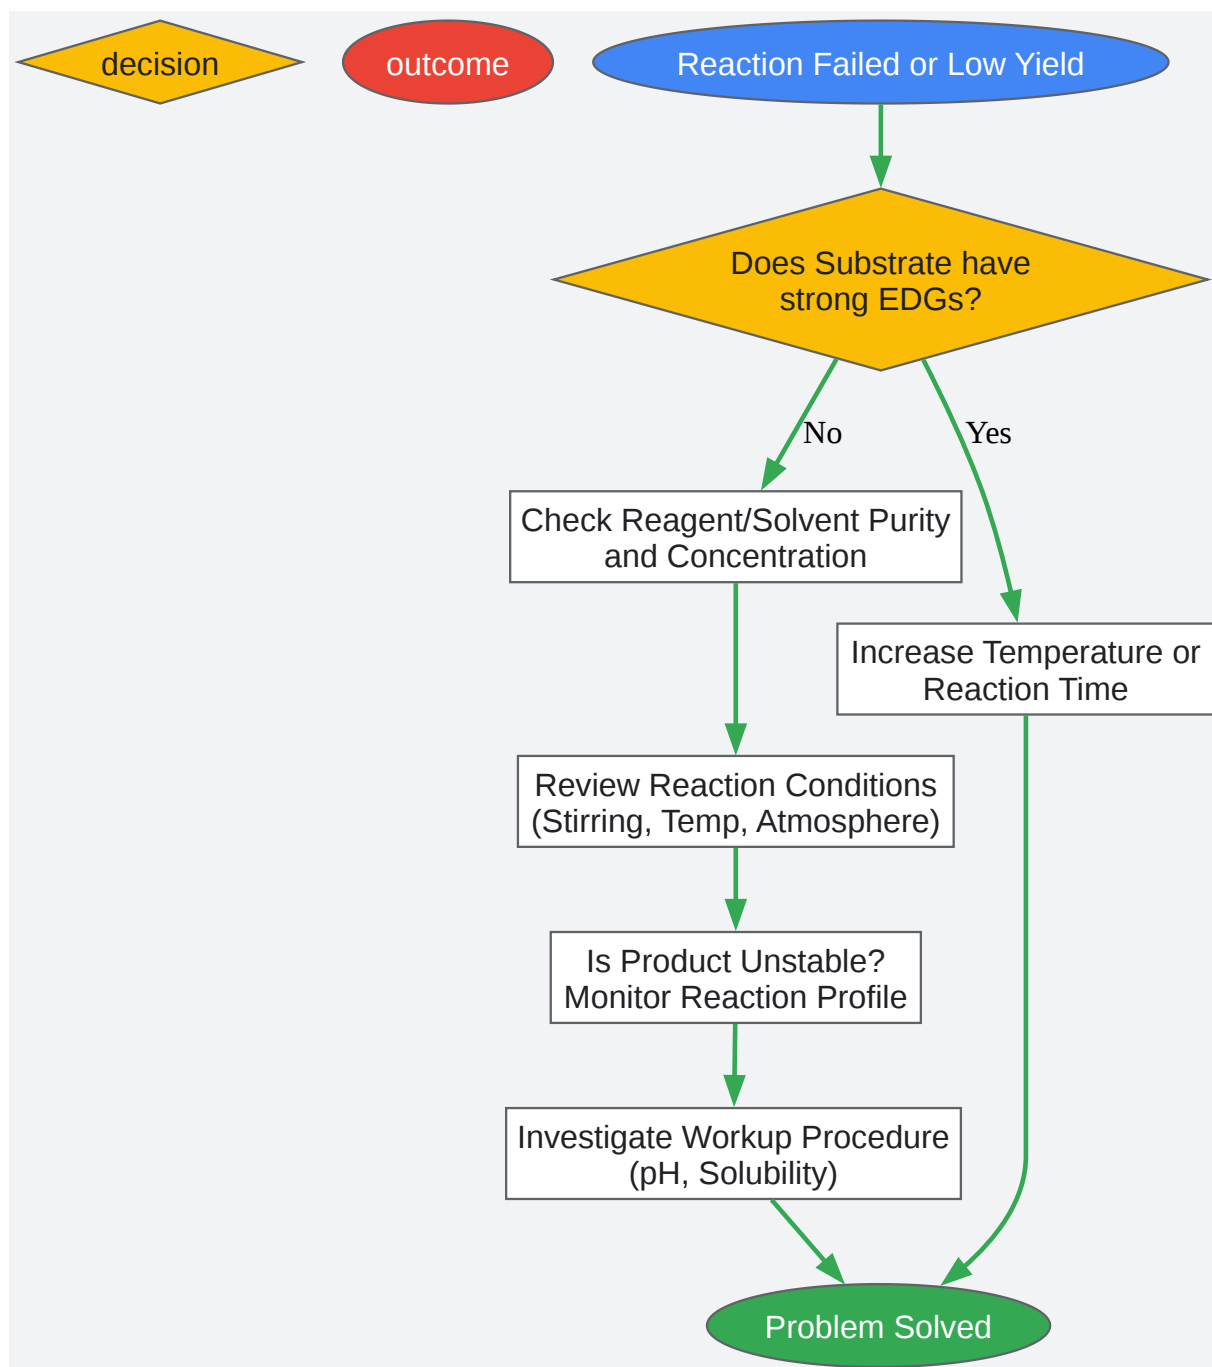 decision
outcome
Reaction Failed or Low Yield
Does Substrate have
strong EDGs?
No
Yes
Check Reagent/Solvent Purity
and Concentration
Increase Temperature or
Reaction Time
Review Reaction Conditions
(Stirring, Temp, Atmosphere)
Is Product Unstable?
Monitor Reaction Profile
Investigate Workup Procedure
(pH, Solubility)
Problem Solved